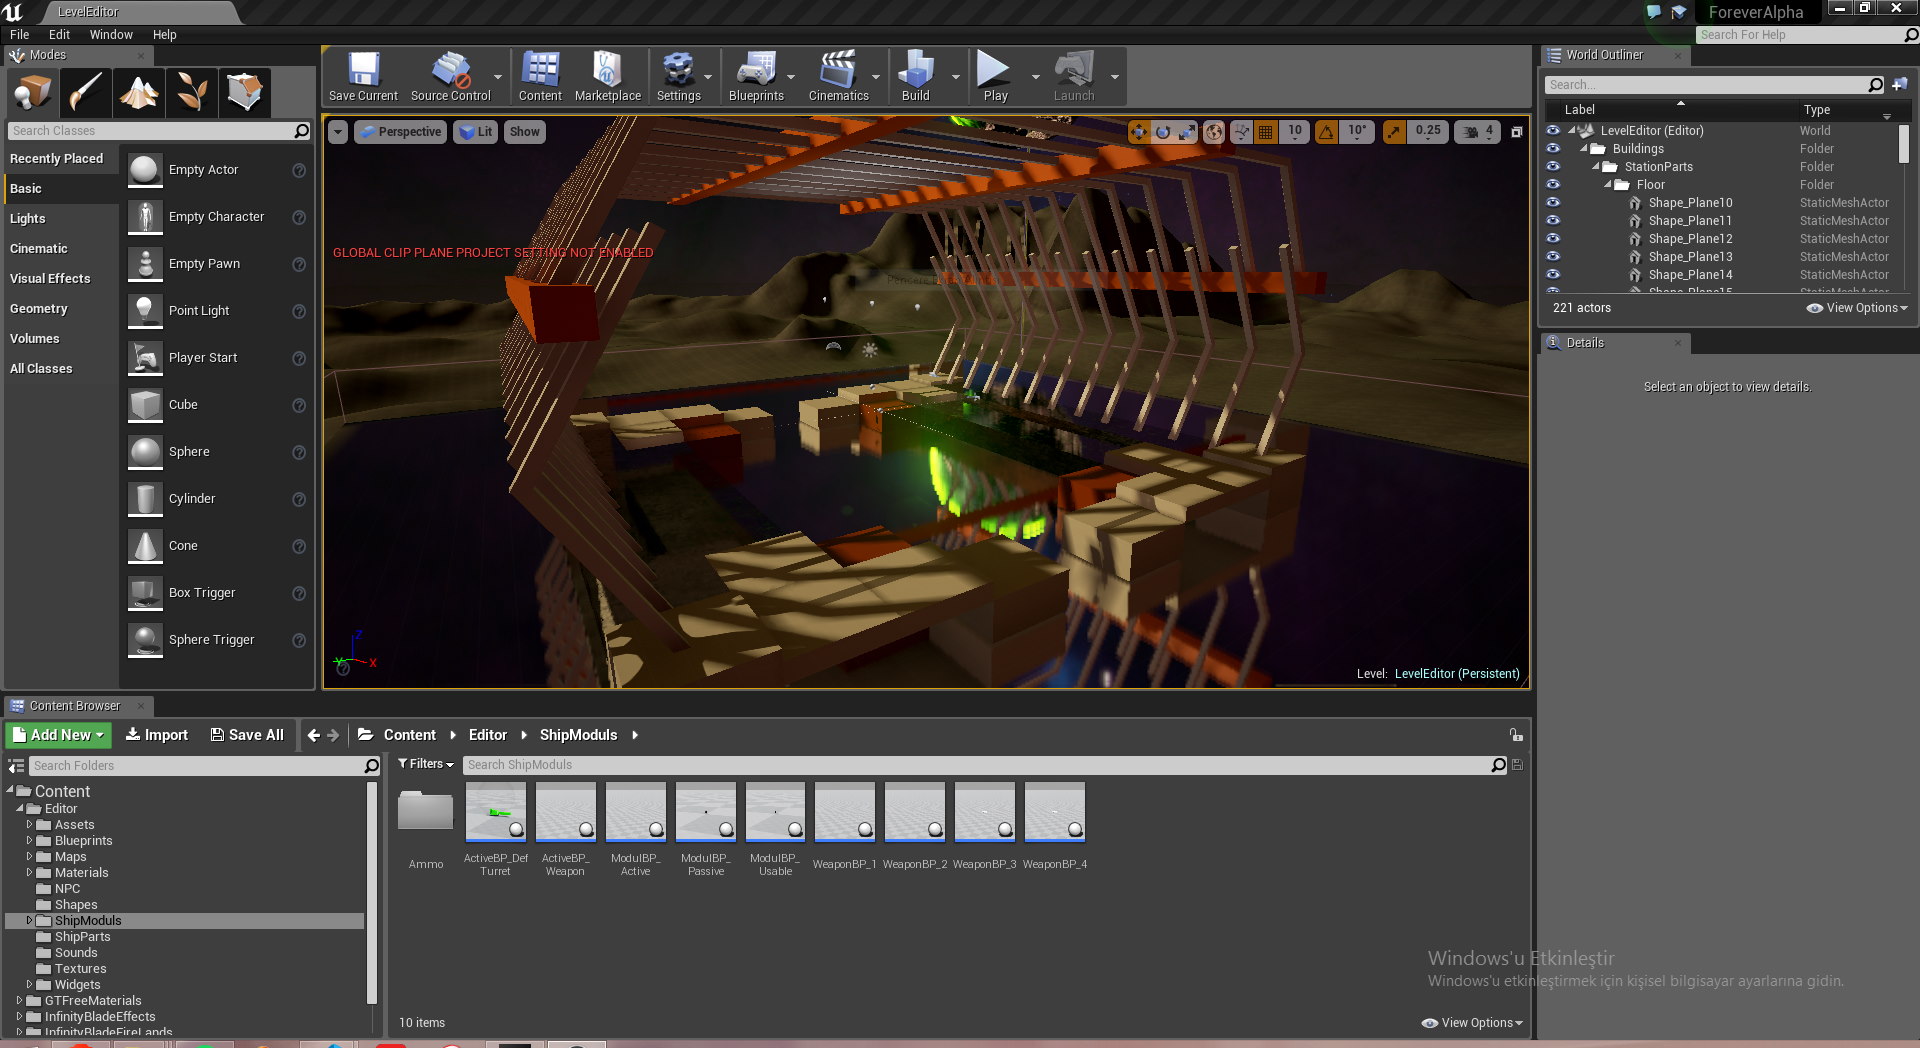 LevelEditor
ForeverAlpha
File Edit Window Help
Search For Help
Modes
Save Current
Source Control
Content
Marketplace
Settings
Blueprints
Cinematics
Build
Play
Launch
World Outliner
Search...
Label Type
LevelEditor (Editor) World
Buildings Folder
StationParts Folder
Floor Folder
Shape_Plane10 StaticMeshActor
Shape_Plane11 StaticMeshActor
Shape_Plane12 StaticMeshActor
Shape_Plane13 StaticMeshActor
Shape_Plane14 StaticMeshActor
Shape_Plane15 StaticMeshActor
221 actors
View Options
Details
Select an object to view details.
Search Classes
Recently Placed
Basic
Lights
Cinematic
Visual Effects
Geometry
Volumes
All Classes
Empty Actor
Empty Character
Empty Pawn
Point Light
Player Start
Cube
Sphere
Cylinder
Cone
Box Trigger
Sphere Trigger
Perspective
Lit
Show
10
10°
0.25
4
GLOBAL CLIP PLANE PROJECT SETTING NOT ENABLED
Z
Y
X
Level: LevelEditor (Persistent)
Content Browser
Add New
Import
Save All
Content
Editor
ShipModuls
Search Folders
Filters
Search ShipModuls
Content
Editor
Assets
Blueprints
Maps
Materials
NPC
Shapes
ShipModuls
ShipParts
Sounds
Textures
Widgets
GTFreeMaterials
InfinityBladeEffects
InfinityBladeFireLands
Ammo
ActiveBP_Def
Turret
ActiveBP_
Weapon
ModulBP_
Active
ModulBP_
Passive
ModulBP_
Usable
WeaponBP_1
WeaponBP_2
WeaponBP_3
WeaponBP_4
10 items
View Options
Windows'u Etkinleştir
Windows'u etkinleştirmek için kişisel bilgisayar ayarlarına gidin.